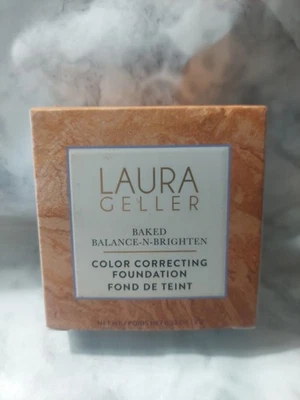 LAURA
GELLER
BAKED
BALANCE-N-BRIGHTEN
COLOR CORRECTING
FOUNDATION
FOND DE TEINT